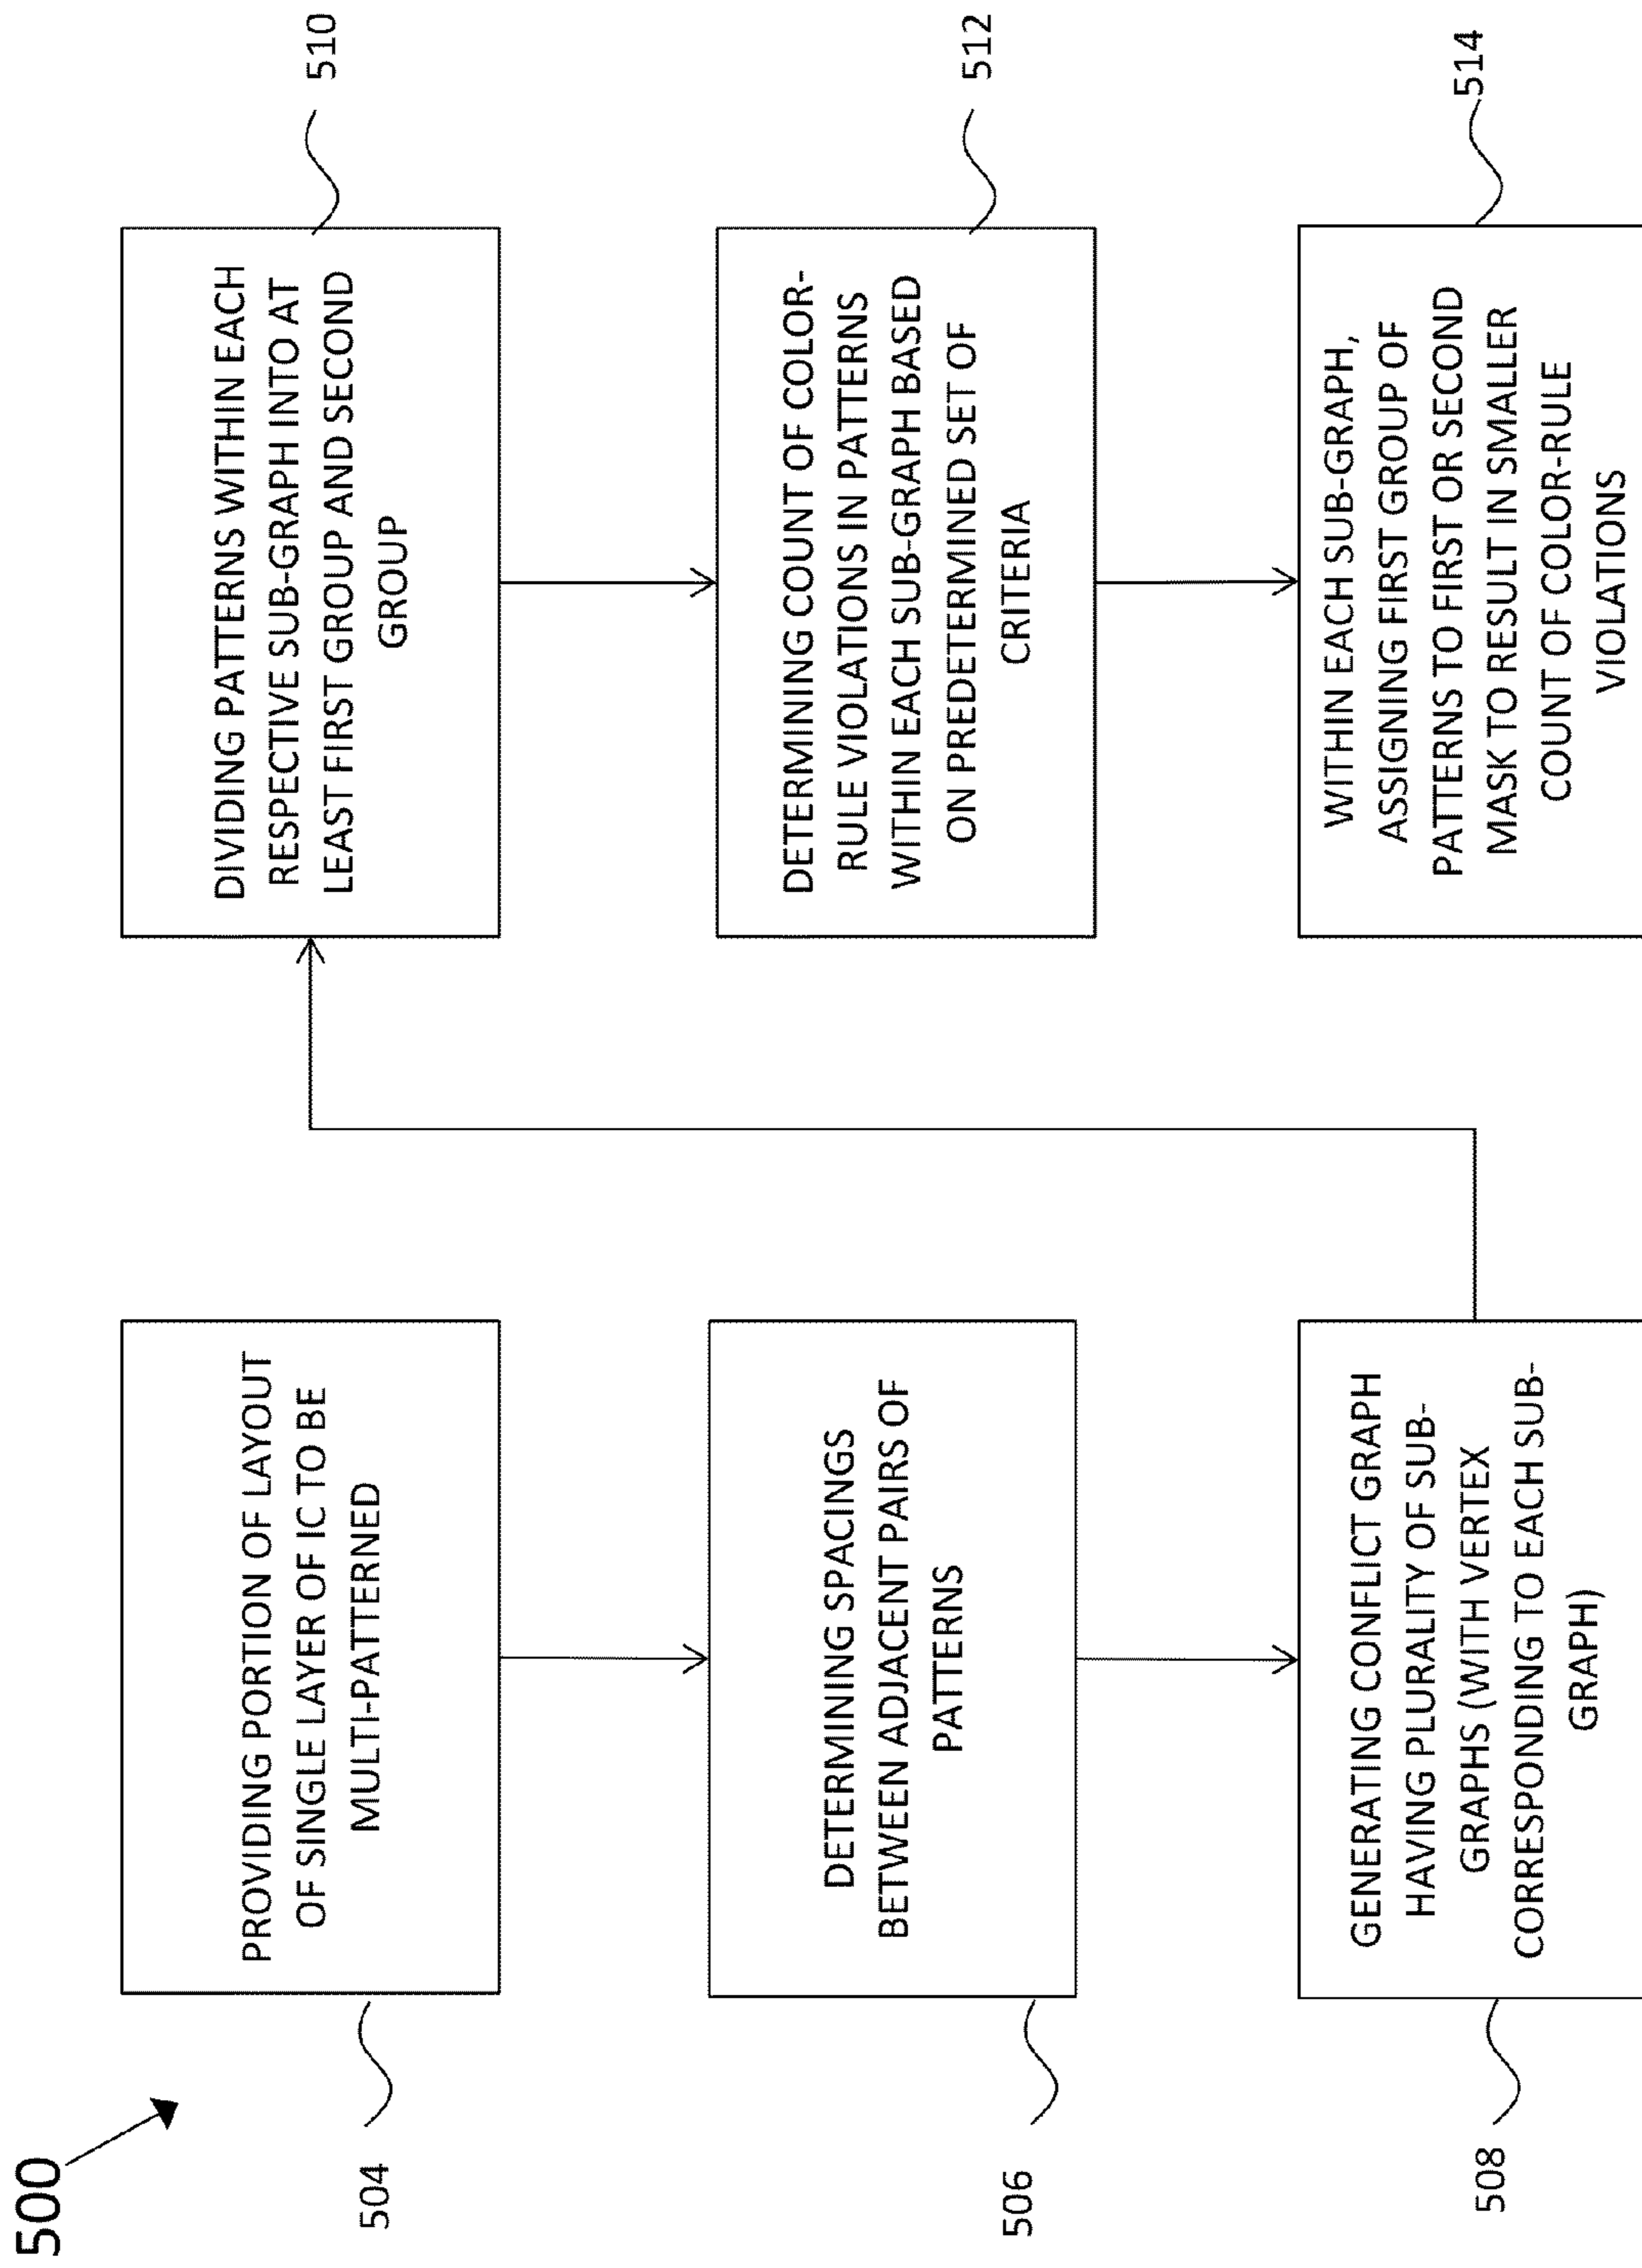 500
504
PROVIDING PORTION OF LAYOUT
OF SINGLE LAYER OF IC TO BE
MULTI-PATTERNED
506
DETERMINING SPACINGS
BETWEEN ADJACENT PAIRS OF
PATTERNS
508
GENERATING CONFLICT GRAPH
HAVING PLURALITY OF SUB-
GRAPHS (WITH VERTEX
CORRESPONDING TO EACH SUB-
GRAPH)
510
DIVIDING PATTERNS WITHIN EACH
RESPECTIVE SUB-GRAPH INTO AT
LEAST FIRST GROUP AND SECOND
GROUP
512
DETERMINING COUNT OF COLOR-
RULE VIOLATIONS IN PATTERNS
WITHIN EACH SUB-GRAPH BASED
ON PREDETERMINED SET OF
CRITERIA
514
WITHIN EACH SUB-GRAPH,
ASSIGNING FIRST GROUP OF
PATTERNS TO FIRST OR SECOND
MASK TO RESULT IN SMALLER
COUNT OF COLOR-RULE
VIOLATIONS